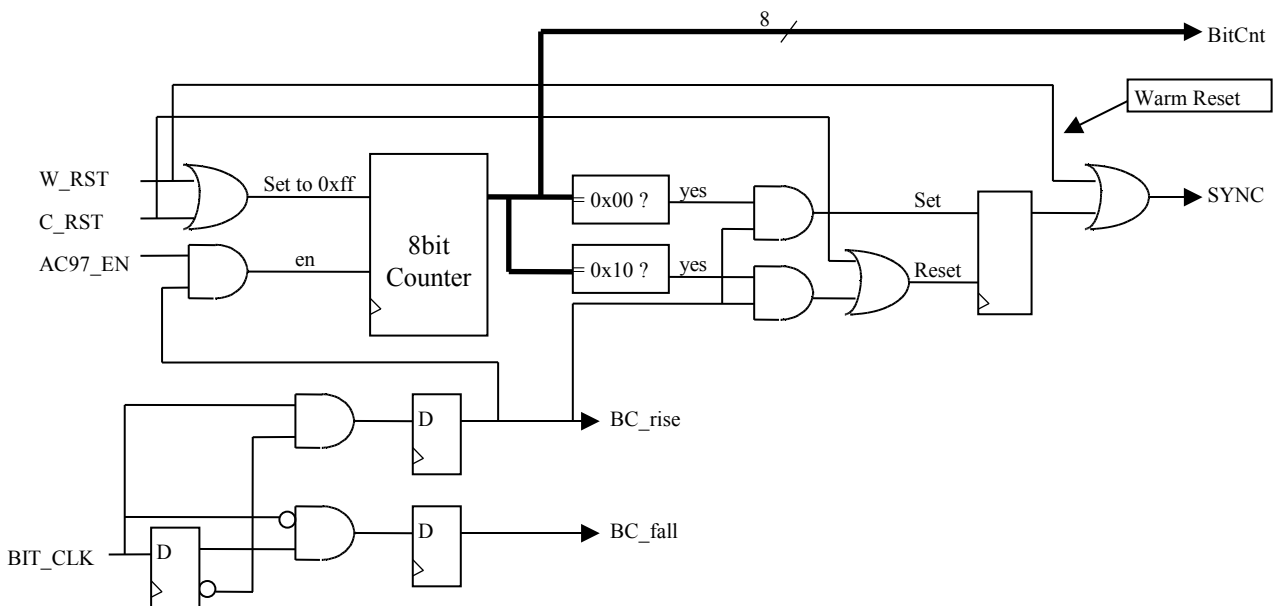 8
BitCnt
Warm Reset
W_RST
Set to 0xff
= 0x00 ?
yes
Set
SYNC
C_RST
AC97_EN
en
8bit
Counter
= 0x10 ?
yes
Reset
D
BC_rise
D
BC_fall
BIT_CLK
D